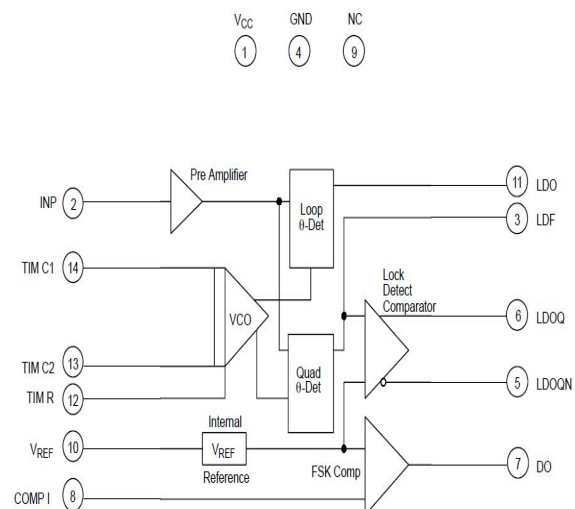 VCC GND NC
1 4 9
Pre Amplifier
INP 2
11 LDO
Loop
θ-Det
3 LDF
TIM C1 14
VCO
Lock
Detect
Comparator
6 LDOQ
TIM C2 13
Quad
θ-Det
5 LDOQN
TIM R 12
Internal
VREF 10
VREF
Reference
FSK Comp
7 DO
COMP I 8